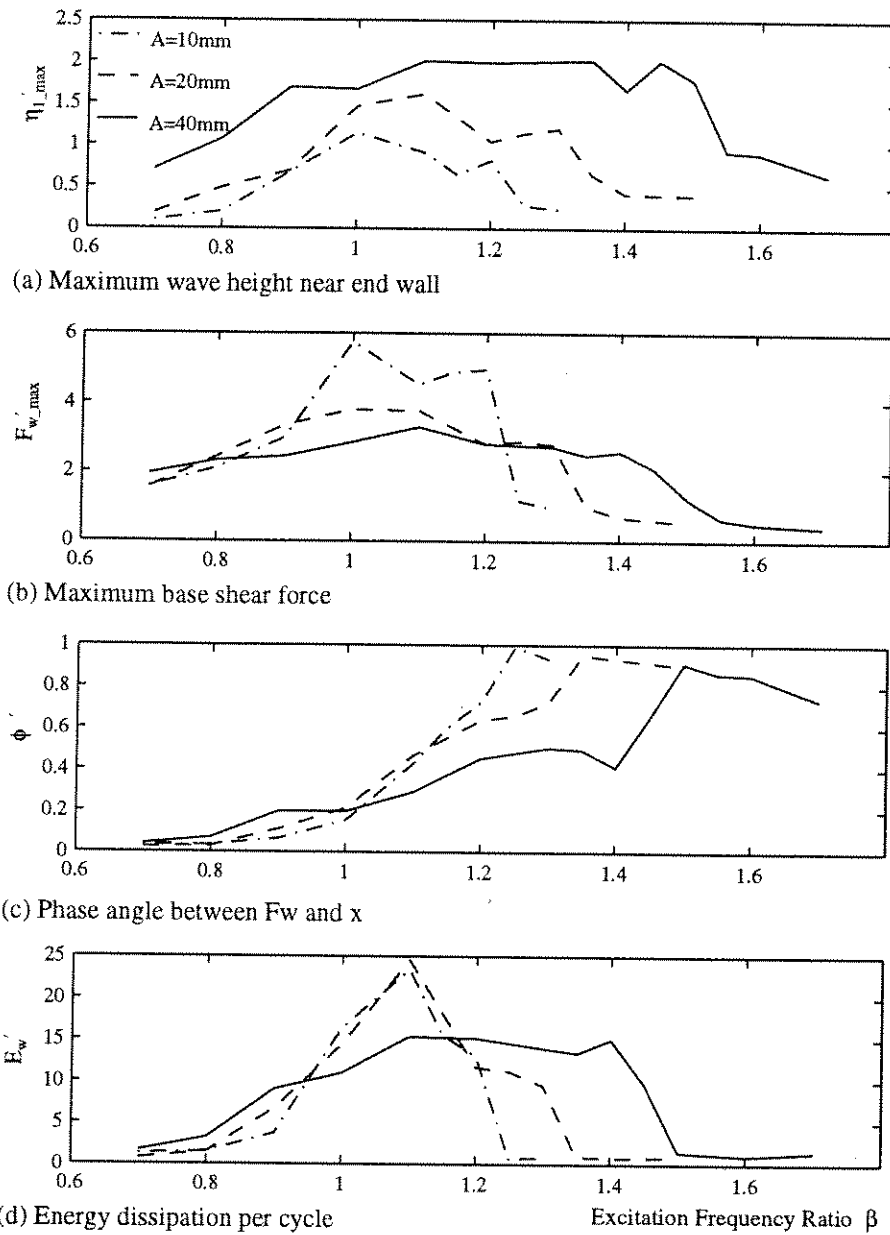 2.5
2
1.5
1
0.5
0
η1_max′
A=10mm
A=20mm
A=40mm
0.6 0.8 1 1.2 1.4 1.6
(a) Maximum wave height near end wall
6
4
2
0
Fw_max′
0.6 0.8 1 1.2 1.4 1.6
(b) Maximum base shear force
1
0.8
0.6
0.4
0.2
0
ϕ′
0.6 0.8 1 1.2 1.4 1.6
(c) Phase angle between Fw and x
25
20
15
10
5
0
Ew′
0.6 0.8 1 1.2 1.4 1.6
(d) Energy dissipation per cycle
Excitation Frequency Ratio β